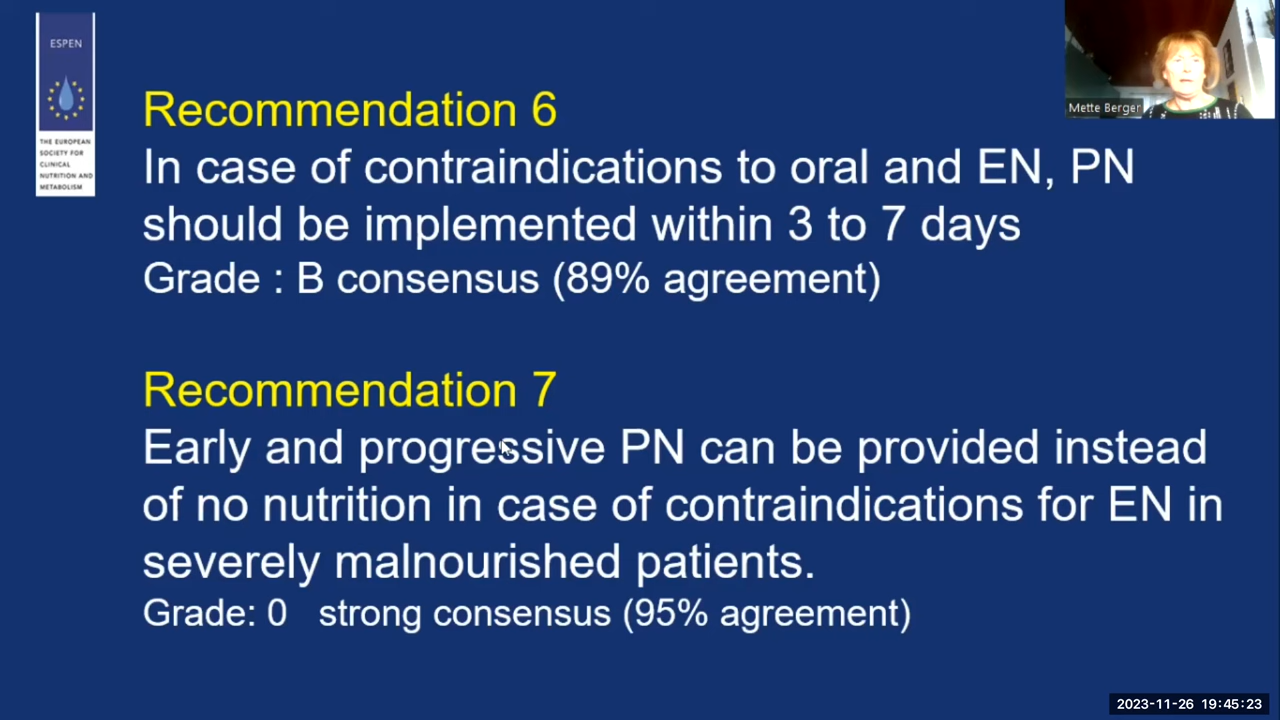 ESPEN
THE EUROPEAN
SOCIETY FOR
CLINICAL
NUTRITION AND
METABOLISM
Mette Berger
Recommendation 6
In case of contraindications to oral and EN, PN
should be implemented within 3 to 7 days
Grade : B consensus (89% agreement)
Recommendation 7
Early and progressive PN can be provided instead
of no nutrition in case of contraindications for EN in
severely malnourished patients.
Grade: 0 strong consensus (95% agreement)
2023-11-26 19:45:23